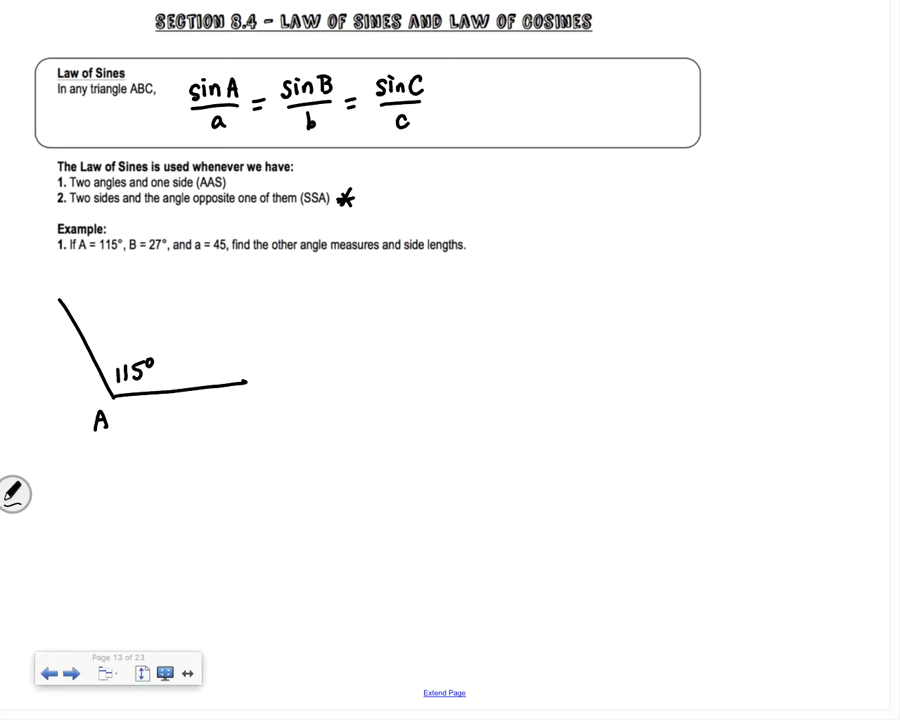 SECTION 8.4 - LAW OF SINES AND LAW OF COSINES
Law of Sines
In any triangle ABC,
sin A / a = sin B / b = sin C / c
The Law of Sines is used whenever we have:
1. Two angles and one side (AAS)
2. Two sides and the angle opposite one of them (SSA) *
Example:
1. If A = 115°, B = 27°, and a = 45, find the other angle measures and side lengths.
115°
A
Page 13 of 23
Extend Page